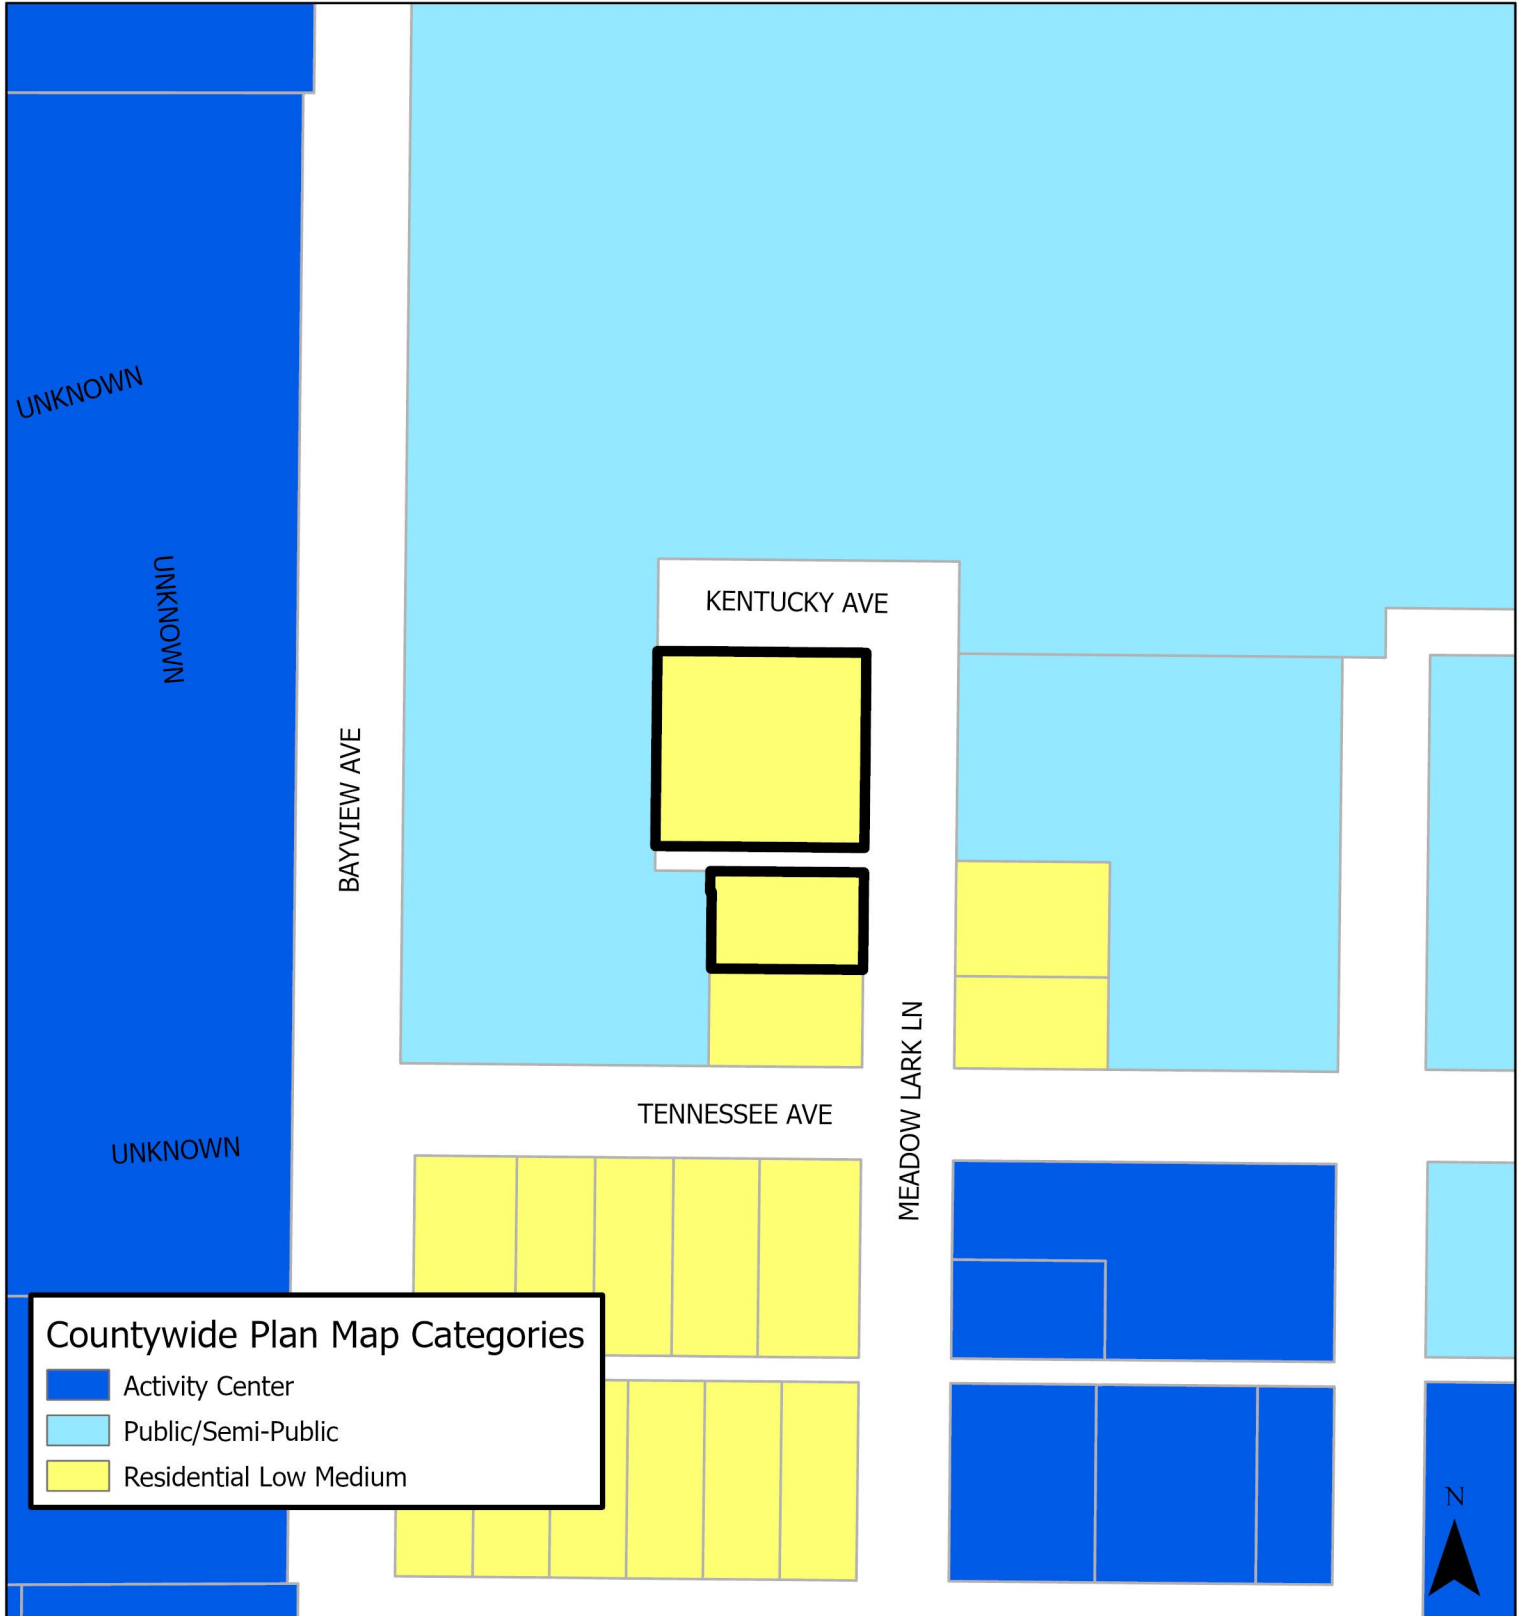 UNKNOWN
UNKNOWN
KENTUCKY AVE
BAYVIEW AVE
MEADOW LARK LN
TENNESSEE AVE
UNKNOWN
Countywide Plan Map Categories
Activity Center
Public/Semi-Public
Residential Low Medium
N